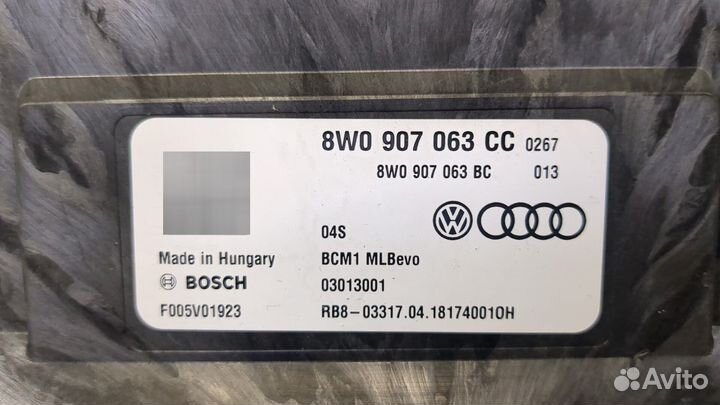 8W0 907 063 CC 0267
8W0 907 063 BC 013
04S
Made in Hungary BCM1 MLBevo
BOSCH 03013001
F005V01923 RB8-03317.04.181740010H
Avito